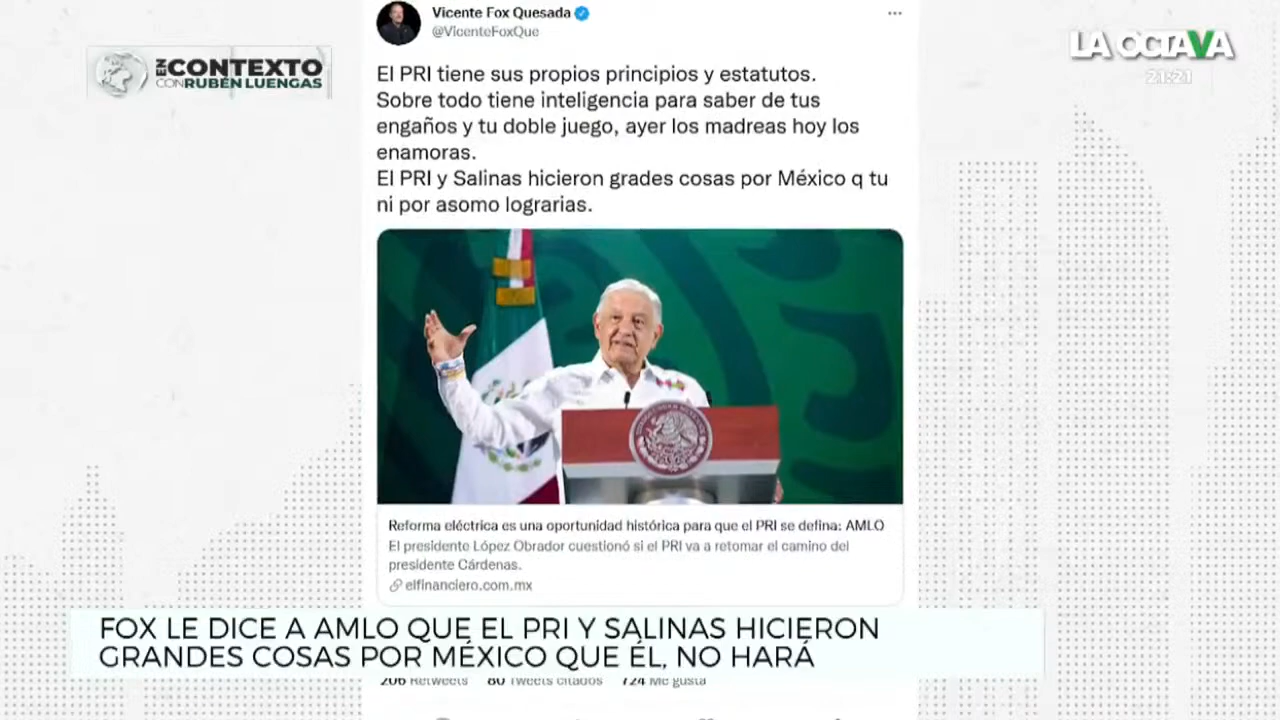 Vicente Fox Quesada
@VicenteFoxQue
EN CONTEXTO
CON RUBÉN LUENGAS
LA OCTAVA
21:21
El PRI tiene sus propios principios y estatutos.
Sobre todo tiene inteligencia para saber de tus
engaños y tu doble juego, ayer los madreas hoy los
enamoras.
El PRI y Salinas hicieron grades cosas por México q tu
ni por asomo lograrias.
Reforma eléctrica es una oportunidad histórica para que el PRI se defina: AMLO
El presidente López Obrador cuestionó si el PRI va a retomar el camino del
presidente Cárdenas.
elfinanciero.com.mx
FOX LE DICE A AMLO QUE EL PRI Y SALINAS HICIERON
GRANDES COSAS POR MÉXICO QUE ÉL, NO HARÁ
206 Retweets 80 Tweets citados 724 Me gusta